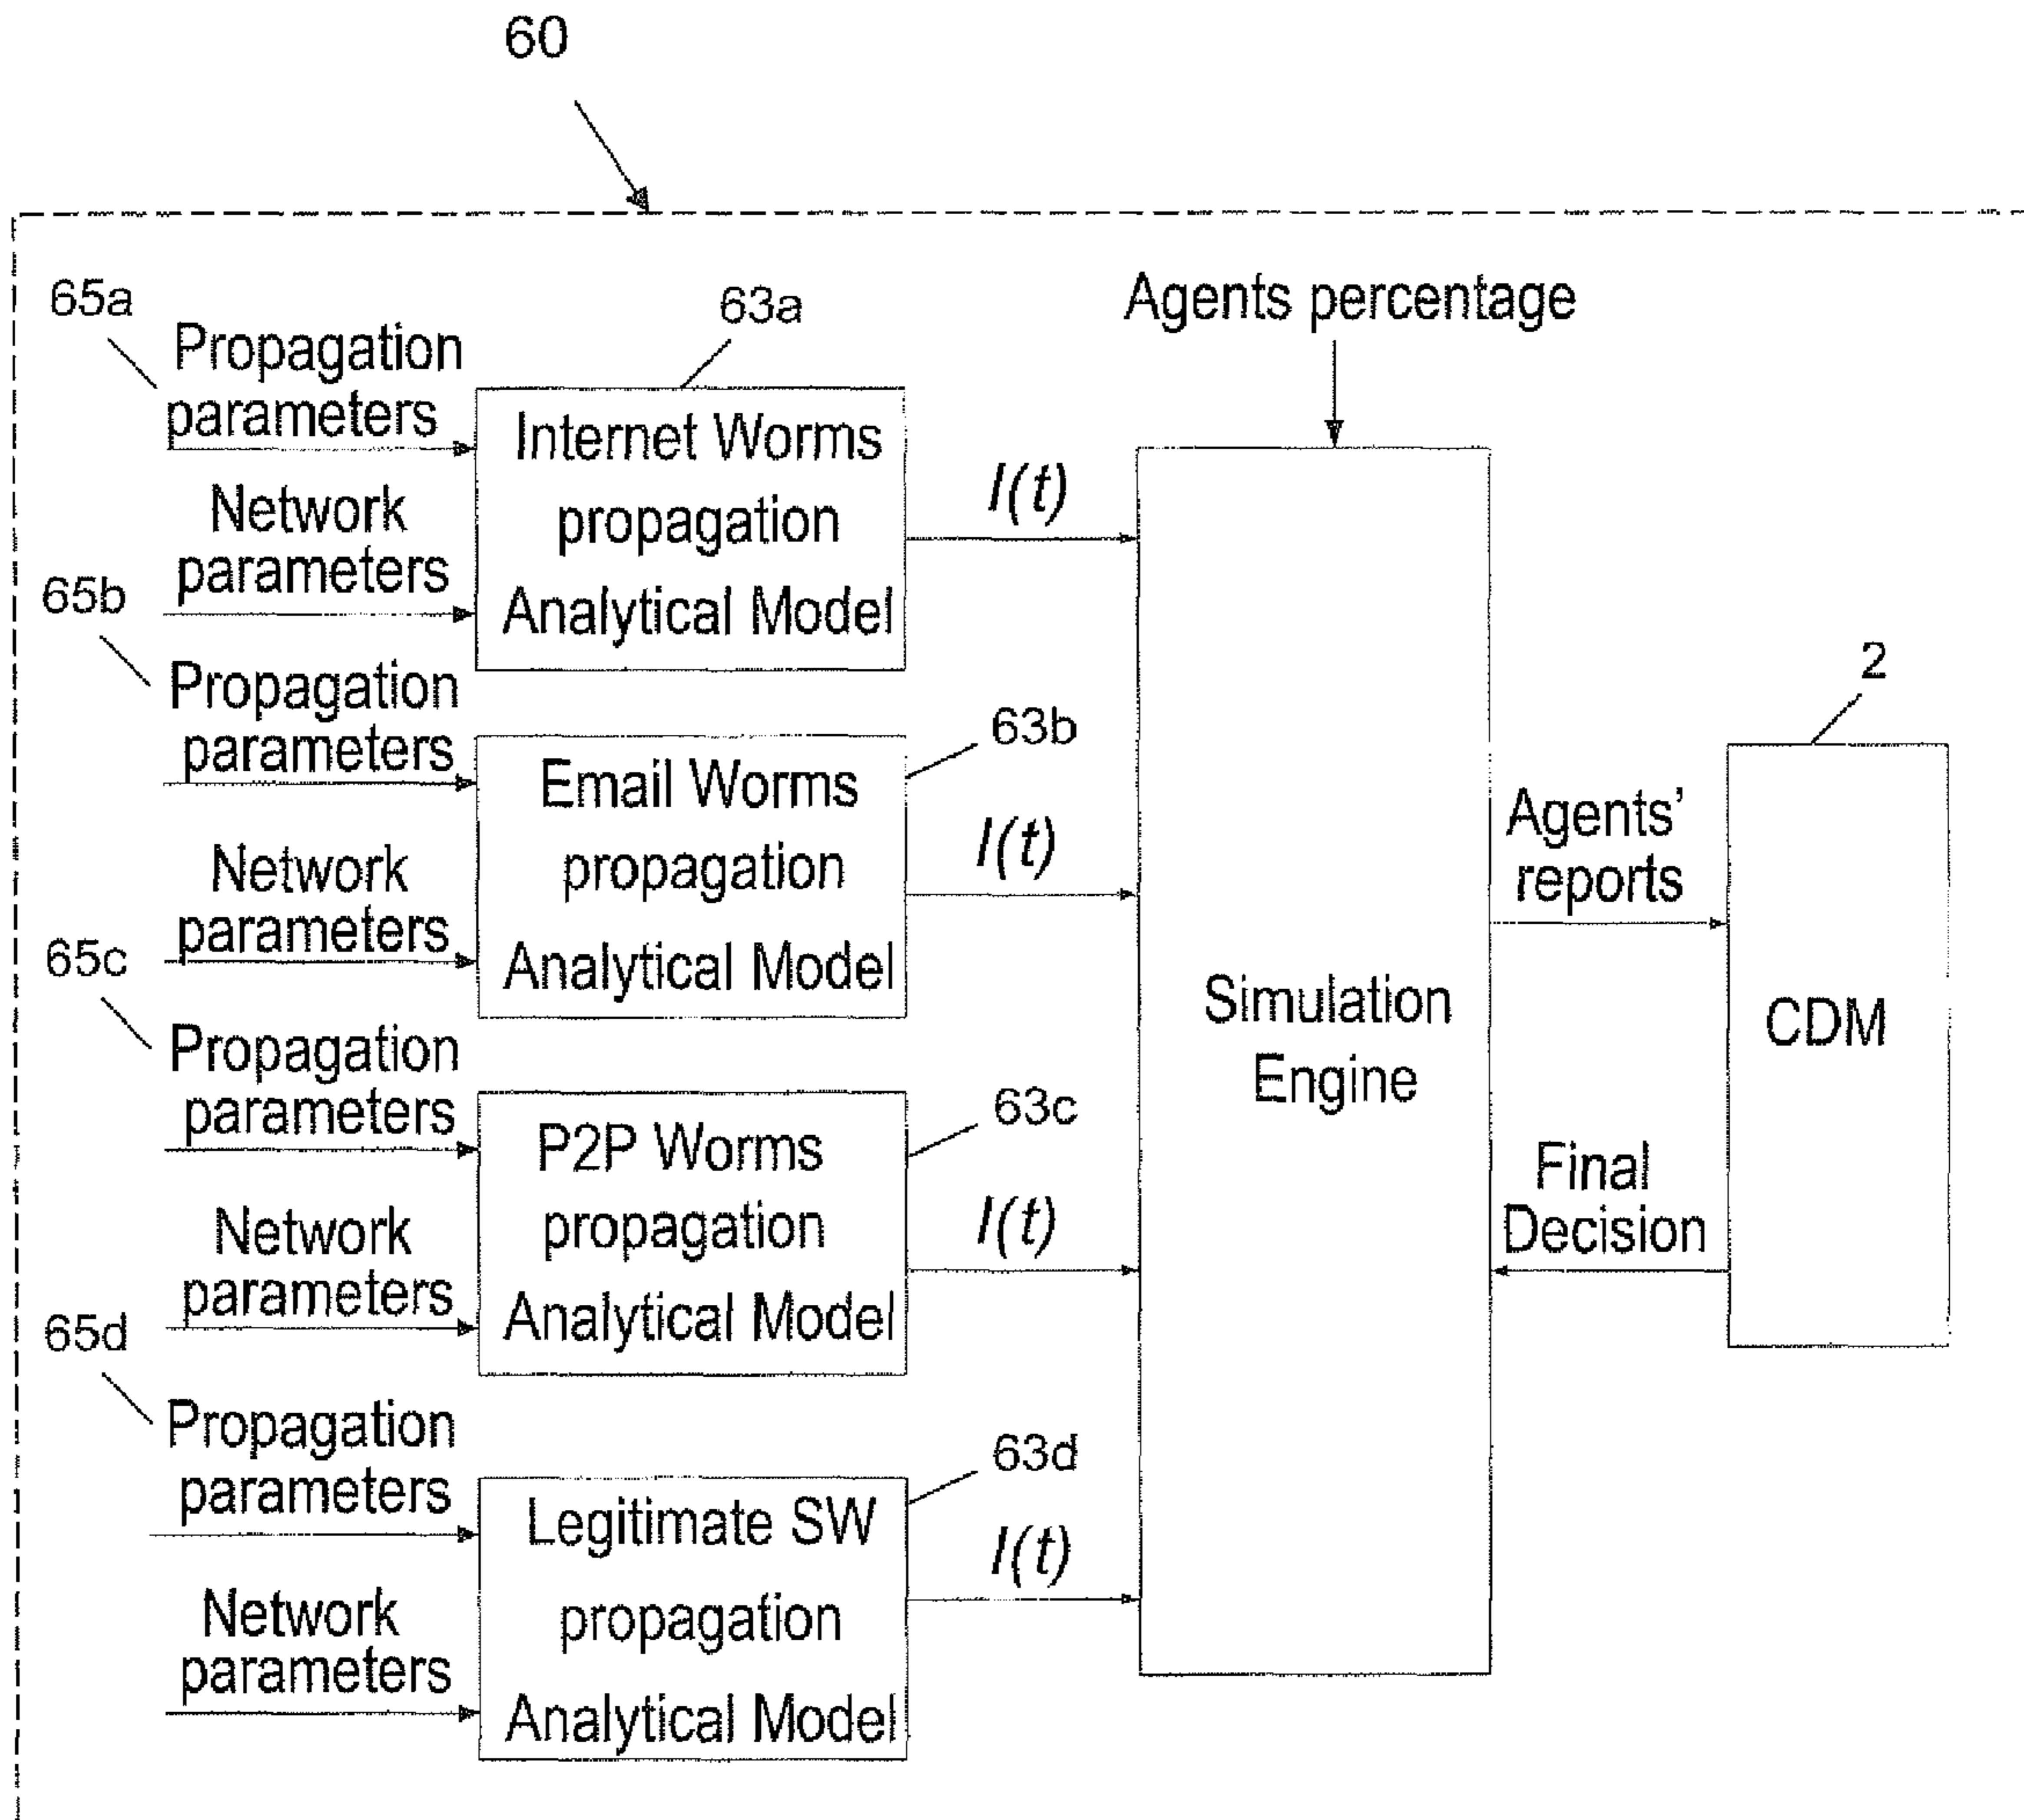 60
65a
Propagation
parameters
Network
parameters
63a
Internet Worms
propagation
Analytical Model
I(t)
65b
Propagation
parameters
Network
parameters
63b
Email Worms
propagation
Analytical Model
I(t)
65c
Propagation
parameters
Network
parameters
63c
P2P Worms
propagation
Analytical Model
I(t)
65d
Propagation
parameters
Network
parameters
63d
Legitimate SW
propagation
Analytical Model
I(t)
Agents percentage
Simulation
Engine
Agents'
reports
Final
Decision
2
CDM